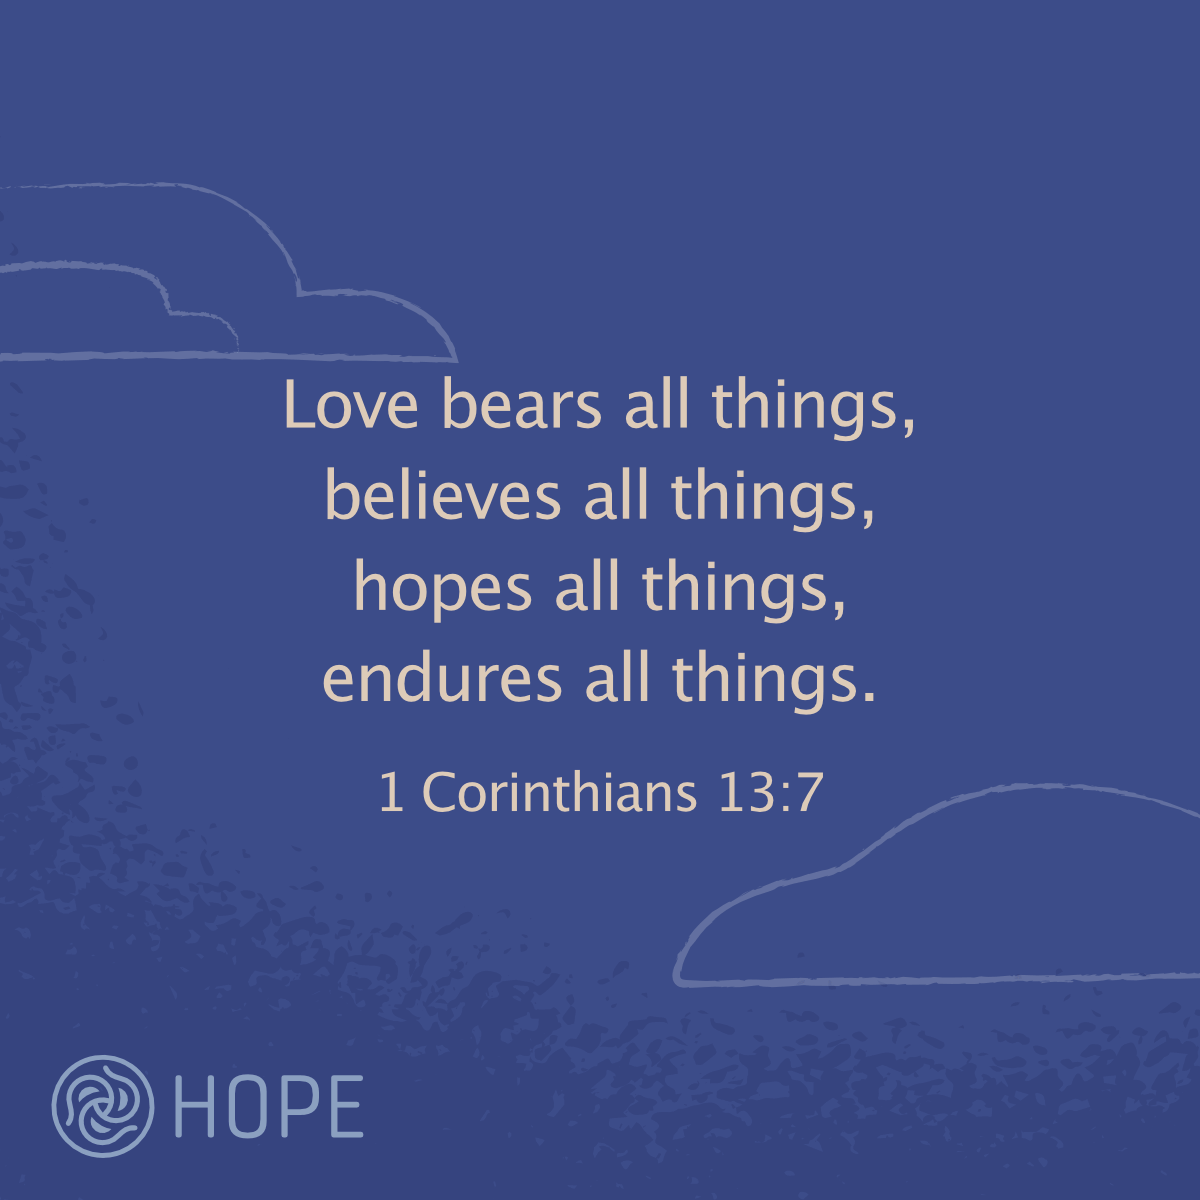 Love bears all things,
believes all things,
hopes all things,
endures all things.
1 Corinthians 13:7
HOPE